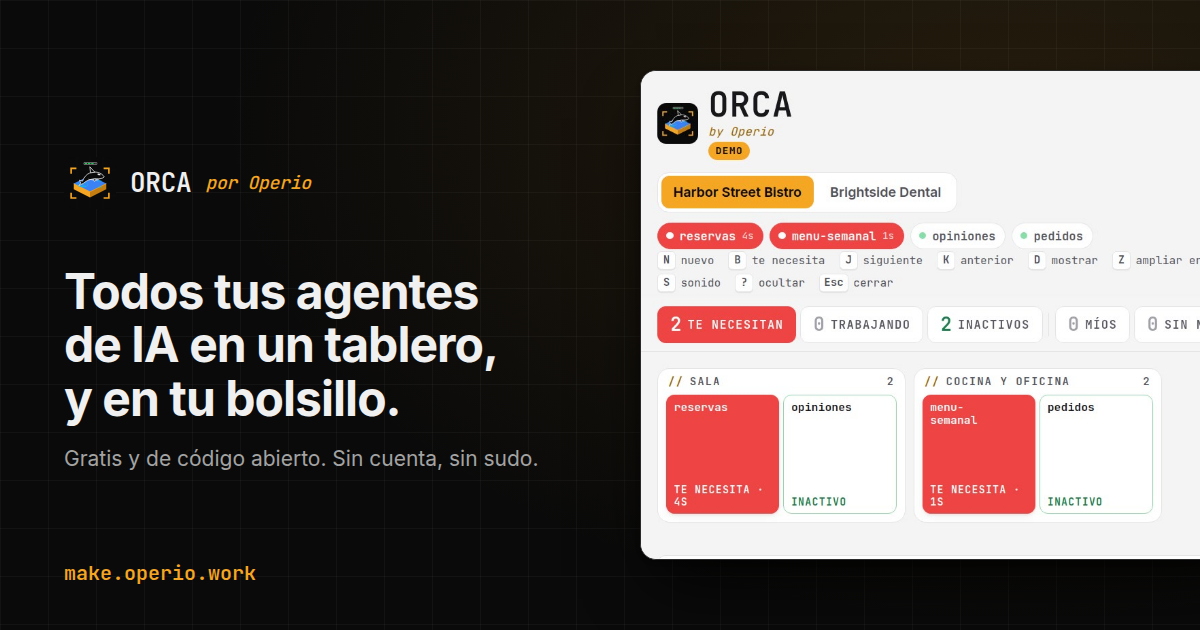 ORCA por Operio
Todos tus agentes
de IA en un tablero,
y en tu bolsillo.
Gratis y de código abierto. Sin cuenta, sin sudo.
make.operio.work
ORCA
by Operio
DEMO
Harbor Street Bistro Brightside Dental
reservas 4s menu-semanal 1s opiniones pedidos
N nuevo B te necesita J siguiente K anterior D mostrar Z ampliar
S sonido ? ocultar Esc cerrar
2 TE NECESITAN 0 TRABAJANDO 2 INACTIVOS 0 MÍOS 0 SIN
// SALA 2
reservas opiniones
TE NECESITA ·
4S
INACTIVO
// COCINA Y OFICINA 2
menu-
semanal
pedidos
TE NECESITA ·
1S
INACTIVO